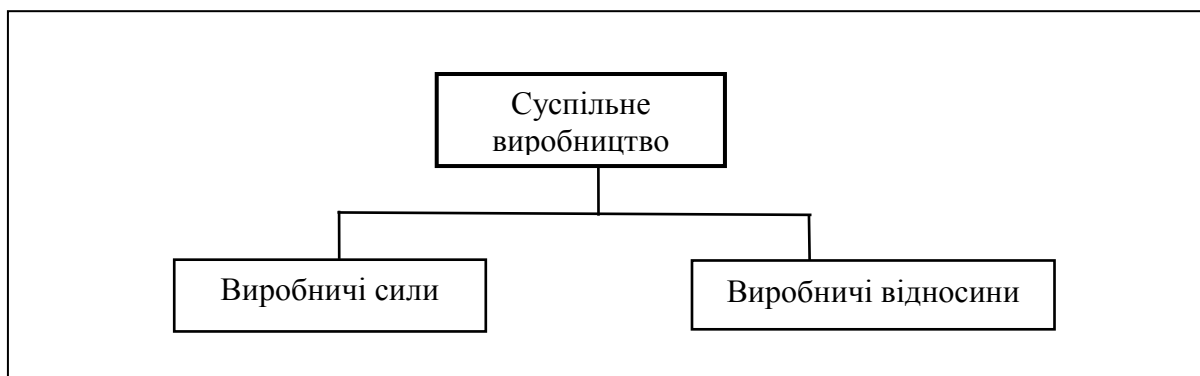 Суспільне
виробництво
Виробничі сили
Виробничі відносини